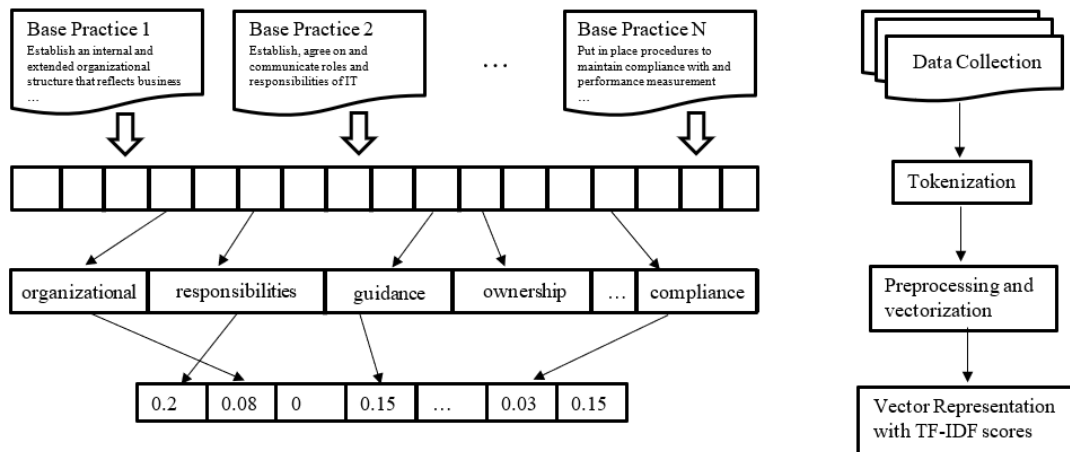 Base Practice 1
Establish an internal and
extended organizational
structure that reflects business
…
Base Practice 2
Establish, agree on and
communicate roles and
responsibilities of IT
…
Base Practice N
Put in place procedures to
maintain compliance with and
performance measurement
…
organizational responsibilities guidance ownership … compliance
0.2 0.08 0 0.15 … 0.03 0.15
Data Collection
Tokenization
Preprocessing and
vectorization
Vector Representation
with TF-IDF scores